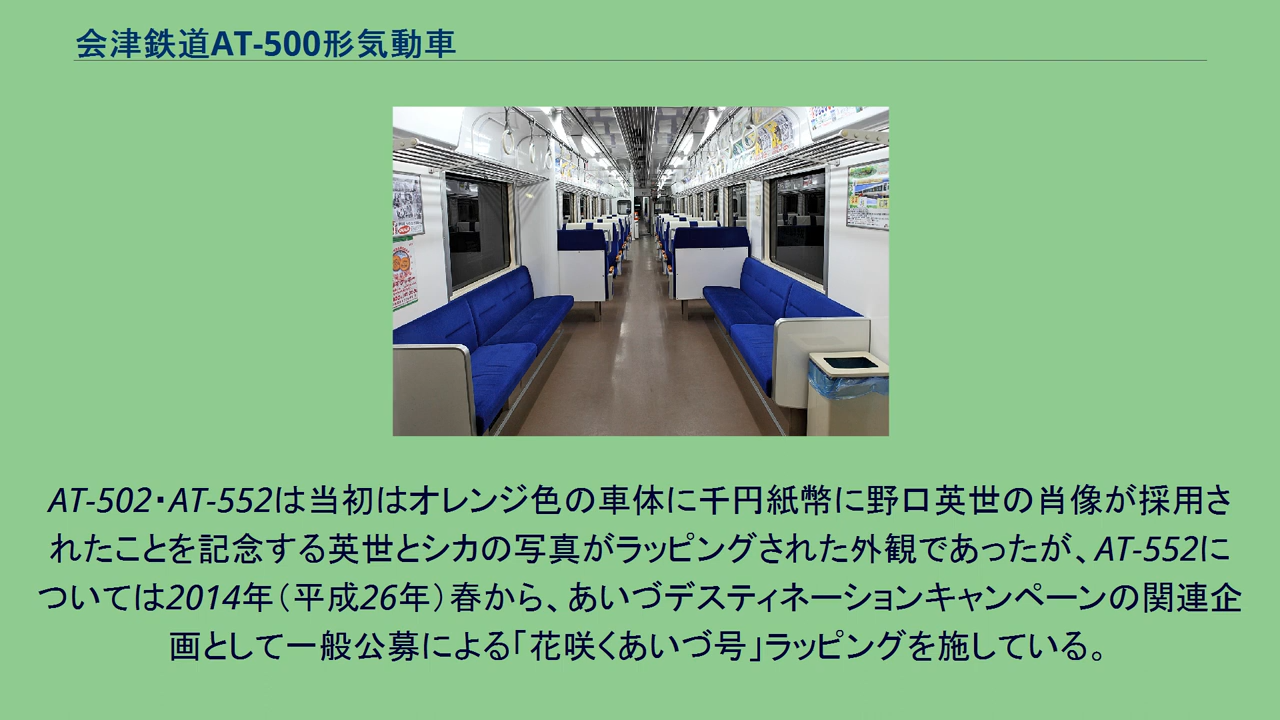 会津鉄道AT-500形気動車
AT-502・AT-552は当初はオレンジ色の車体に千円紙幣に野口英世の肖像が採用さ
れたことを記念する英世とシカの写真がラッピングされた外観であったが、AT-552に
ついては2014年（平成26年）春から、あいづデスティネーションキャンペーンの関連企
画として一般公募による「花咲くあいづ号」ラッピングを施している。